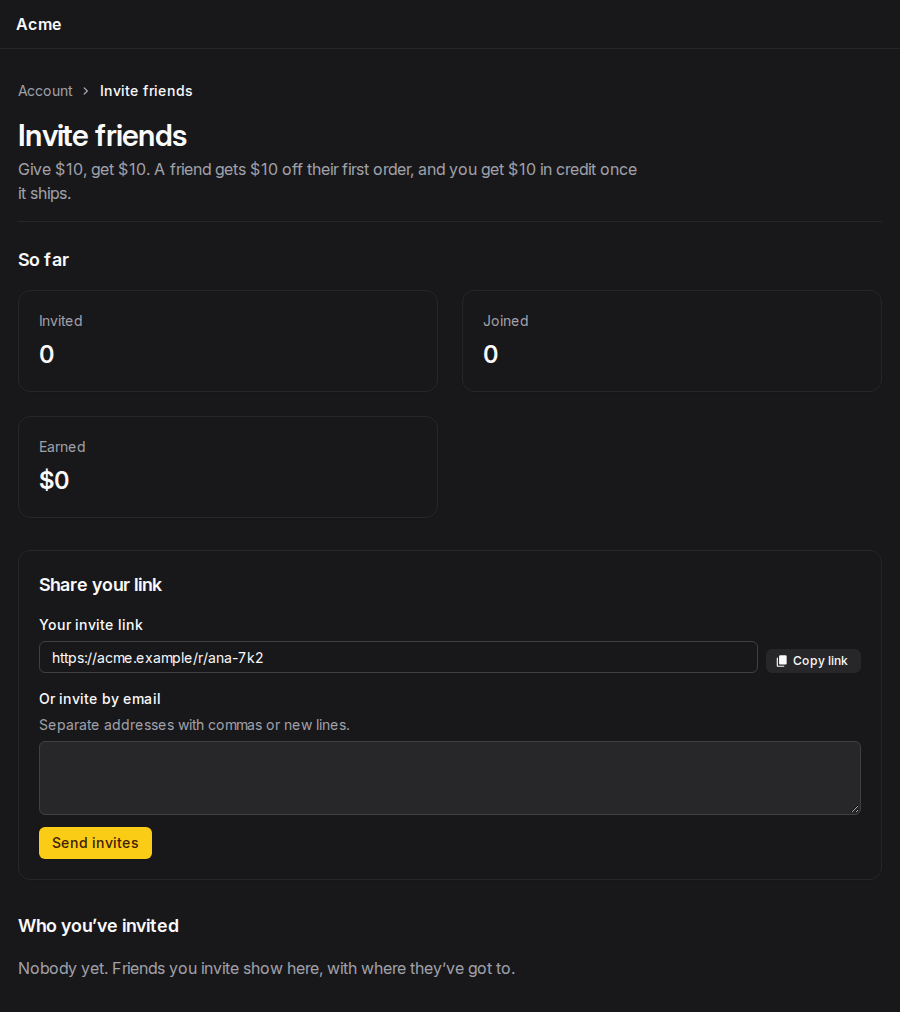 Acme
Account > Invite friends
Invite friends
Give $10, get $10. A friend gets $10 off their first order, and you get $10 in credit once
it ships.
So far
Invited
0
Joined
0
Earned
$0
Share your link
Your invite link
https://acme.example/r/ana-7k2
Copy link
Or invite by email
Separate addresses with commas or new lines.
Send invites
Who you’ve invited
Nobody yet. Friends you invite show here, with where they’ve got to.